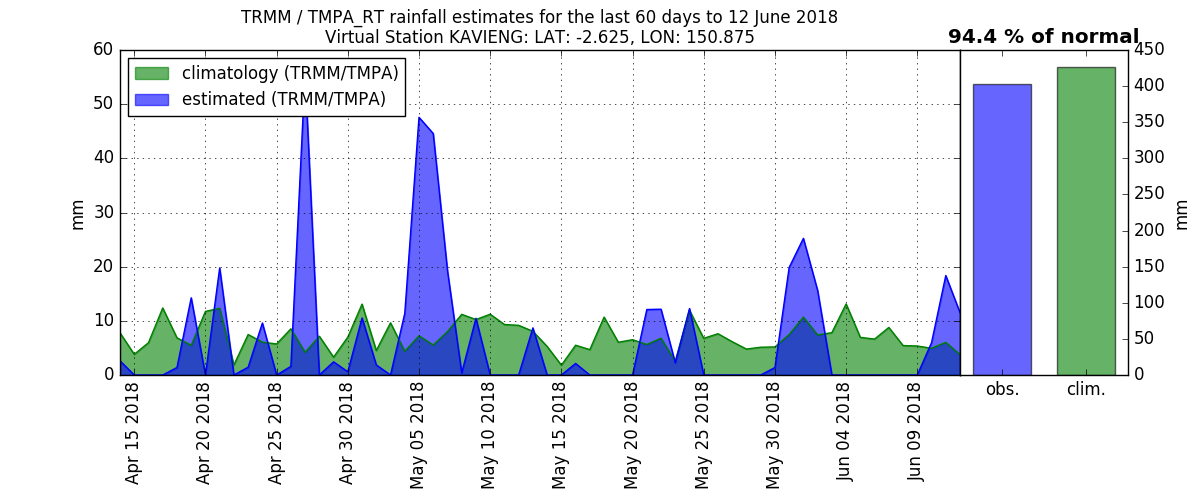 TRMM / TMPA_RT rainfall estimates for the last 60 days to 12 June 2018
Virtual Station KAVIENG: LAT: -2.625, LON: 150.875
94.4 % of normal
climatology (TRMM/TMPA)
estimated (TRMM/TMPA)
mm
60
50
40
30
20
10
0
Apr 15 2018
Apr 20 2018
Apr 25 2018
Apr 30 2018
May 05 2018
May 10 2018
May 15 2018
May 20 2018
May 25 2018
May 30 2018
Jun 04 2018
Jun 09 2018
obs.
clim.
450
400
350
300
250
200
150
100
50
0
mm